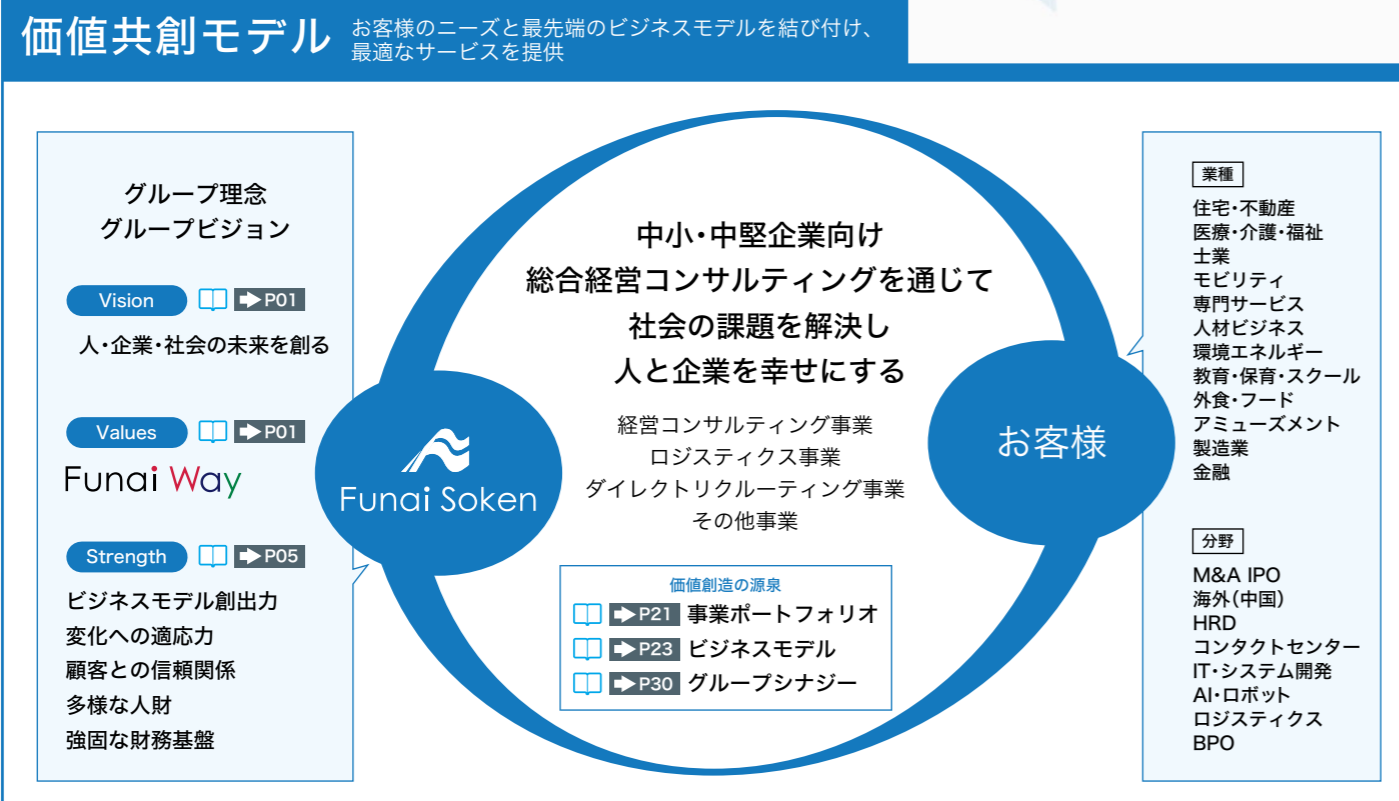 価値共創モデル
お客様のニーズと最先端のビジネスモデルを結び付け、
最適なサービスを提供
グループ理念
グループビジョン
Vision P01
人・企業・社会の未来を創る
Values P01
Funai Way
Strength P05
ビジネスモデル創出力
変化への適応力
顧客との信頼関係
多様な人財
強固な財務基盤
Funai Soken
中小・中堅企業向け
総合経営コンサルティングを通じて
社会の課題を解決し
人と企業を幸せにする
経営コンサルティング事業
ロジスティクス事業
ダイレクトリクルーティング事業
その他事業
価値創造の源泉
P21 事業ポートフォリオ
P23 ビジネスモデル
P30 グループシナジー
お客様
業種
住宅・不動産
医療・介護・福祉
士業
モビリティ
専門サービス
人材ビジネス
環境エネルギー
教育・保育・スクール
外食・フード
アミューズメント
製造業
金融
分野
M&A IPO
海外(中国)
HRD
コンタクトセンター
IT・システム開発
AI・ロボット
ロジスティクス
BPO